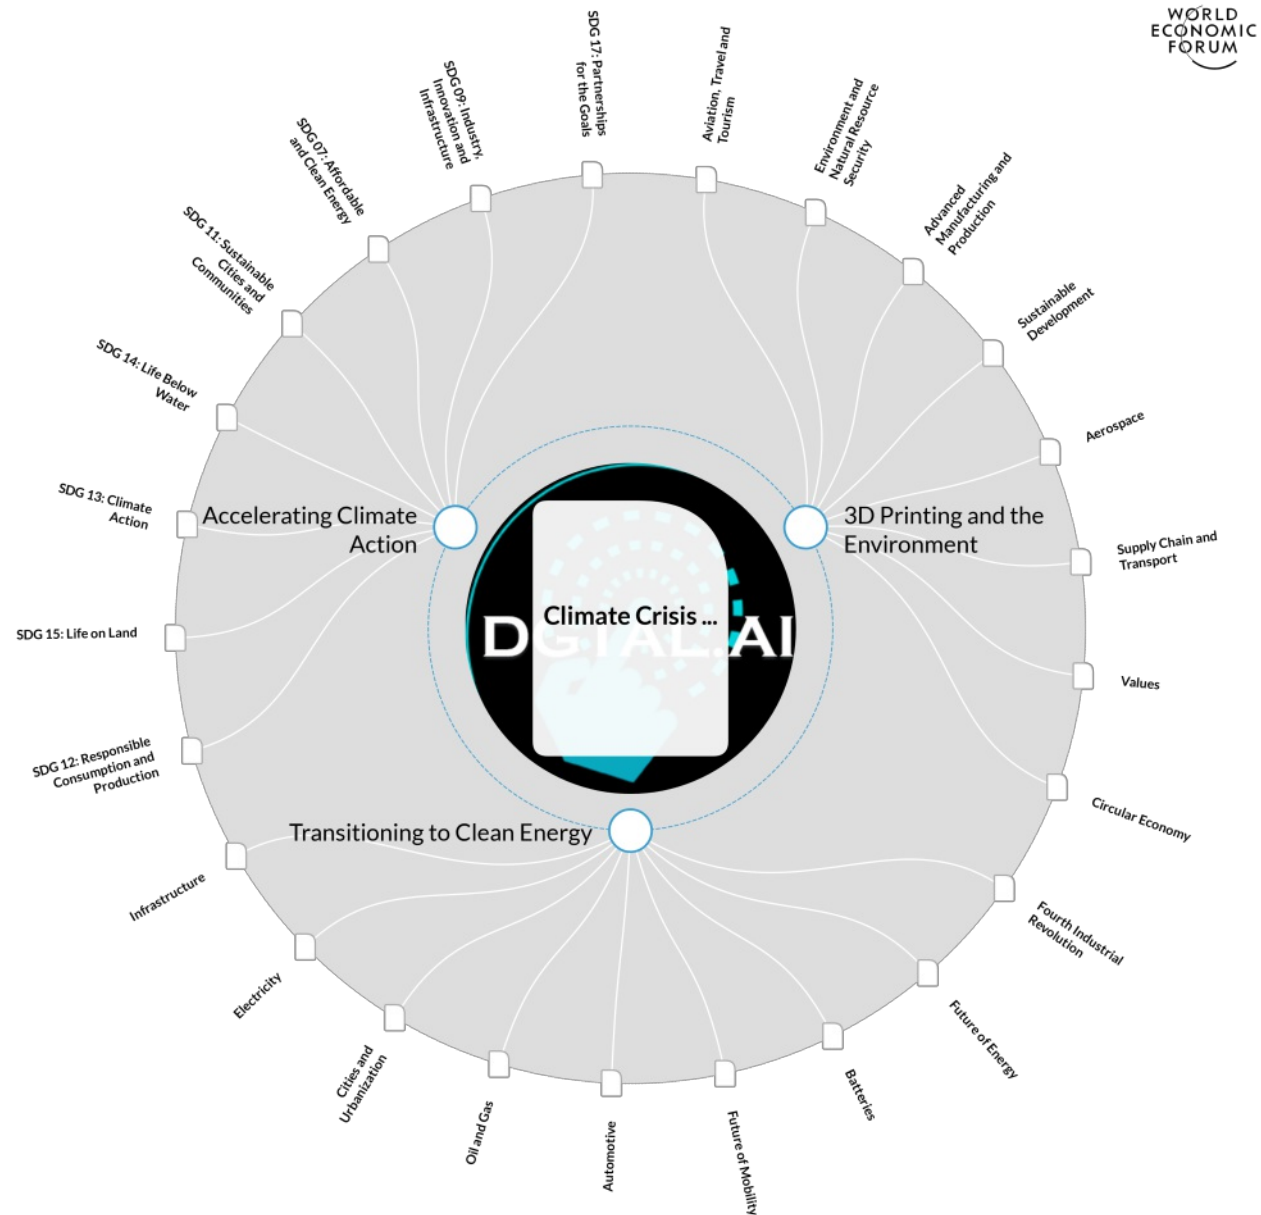 WORLD
ECONOMIC
FORUM
SDG 17: Partnerships
for the Goals
Aviation, Travel and
Tourism
Environment and
Natural Resource
Security
Advanced
Manufacturing and
Production
Sustainable
Development
Aerospace
Supply Chain and
Transport
Values
Circular Economy
Fourth Industrial
Revolution
Future of Energy
Batteries
Future of Mobility
Automotive
Oil and Gas
Cities and
Urbanization
Electricity
Infrastructure
SDG 12: Responsible
Consumption and
Production
SDG 15: Life on Land
SDG 13: Climate
Action
SDG 14: Life Below
Water
SDG 11: Sustainable
Cities and
Communities
SDG 07: Affordable
and Clean Energy
SDG 09: Industry,
Innovation and
Infrastructure
Accelerating Climate
Action
3D Printing and the
Environment
Climate Crisis ...
DGTAL.AI
Transitioning to Clean Energy